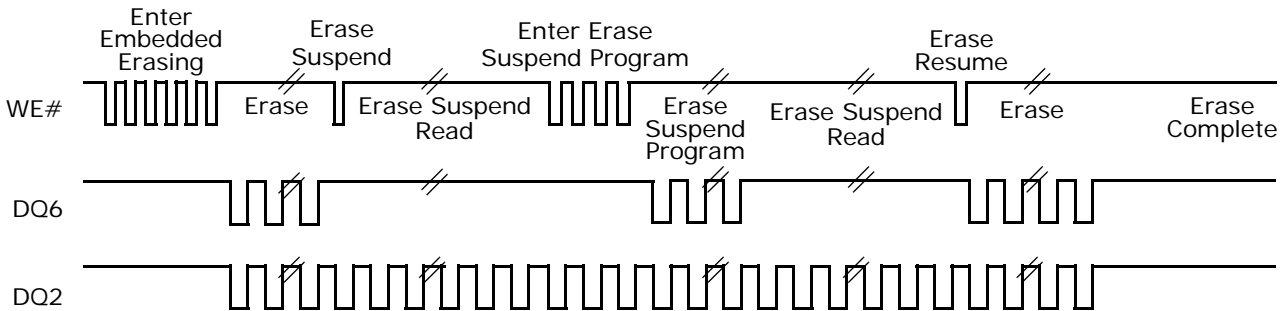 Enter
Embedded
Erasing
Erase
Suspend
Enter Erase
Suspend Program
Erase
Resume
WE#
Erase
Erase Suspend
Read
Erase
Suspend
Program
Erase Suspend
Read
Erase
Erase
Complete
DQ6
DQ2